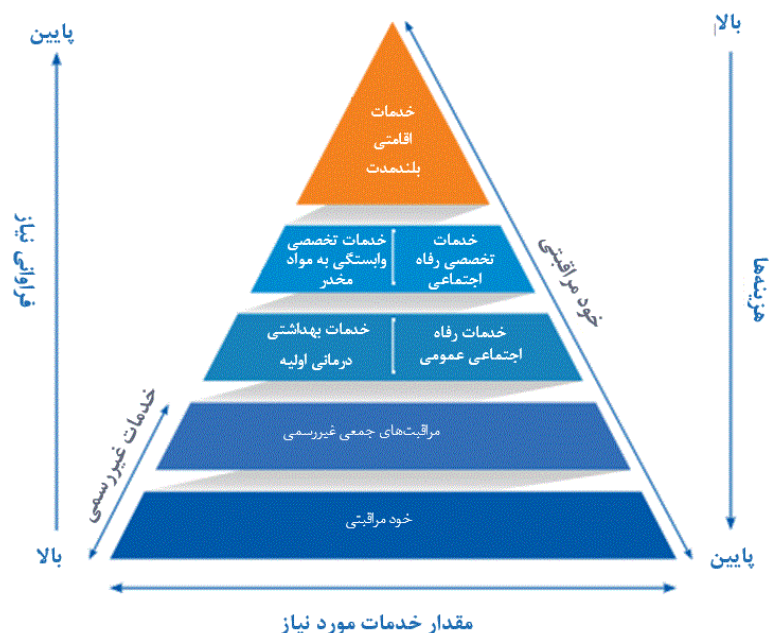 بالا
پایین
خدمات
اقامتی
بلندمدت
خدمات
تخصصی رفاه
اجتماعی
خدمات تخصصی
وابستگی به مواد
مخدر
خدمات رفاه
اجتماعی عمومی
خدمات بهداشتی
درمانی اولیه
مراقبت‌های جمعی غیررسمی
خود مراقبتی
خود مراقبتی
خدمات غیررسمی
هزینه‌ها
فراوانی نیاز
پایین
بالا
مقدار خدمات مورد نیاز